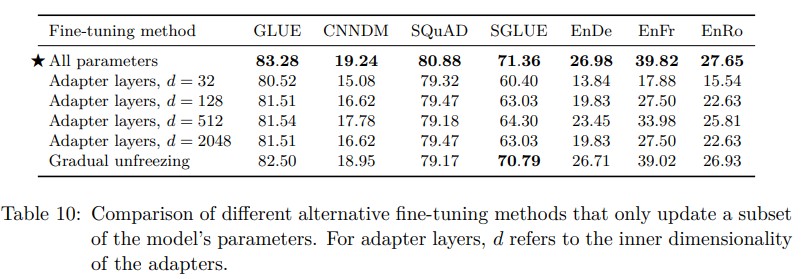 Fine-tuning method GLUE CNNDM SQuAD SGLUE EnDe EnFr EnRo
★ All parameters 83.28 19.24 80.88 71.36 26.98 39.82 27.65
Adapter layers, d = 32 80.52 15.08 79.32 60.40 13.84 17.88 15.54
Adapter layers, d = 128 81.51 16.62 79.47 63.03 19.83 27.50 22.63
Adapter layers, d = 512 81.54 17.78 79.18 64.30 23.45 33.98 25.81
Adapter layers, d = 2048 81.51 16.62 79.47 63.03 19.83 27.50 22.63
Gradual unfreezing 82.50 18.95 79.17 70.79 26.71 39.02 26.93
Table 10: Comparison of different alternative fine-tuning methods that only update a subset
of the model's parameters. For adapter layers, d refers to the inner dimensionality
of the adapters.